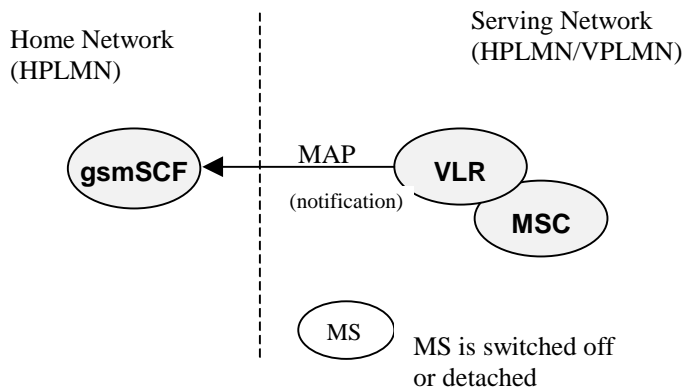 Home Network
(HPLMN)
Serving Network
(HPLMN/VPLMN)
gsmSCF
MAP
(notification)
VLR
MSC
MS
MS is switched off
or detached